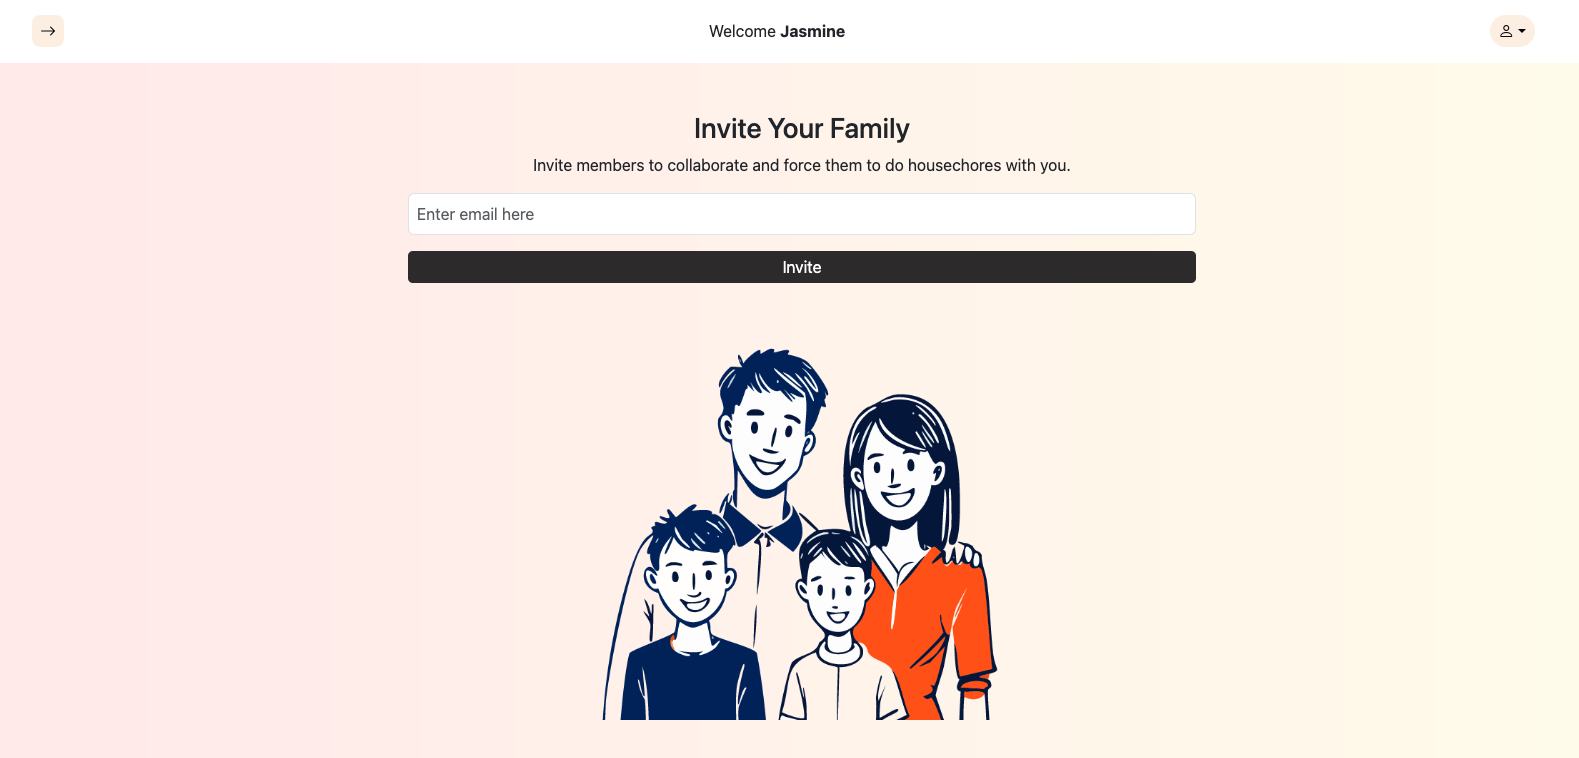 Welcome Jasmine
Invite Your Family
Invite members to collaborate and force them to do housechores with you.
Enter email here
Invite